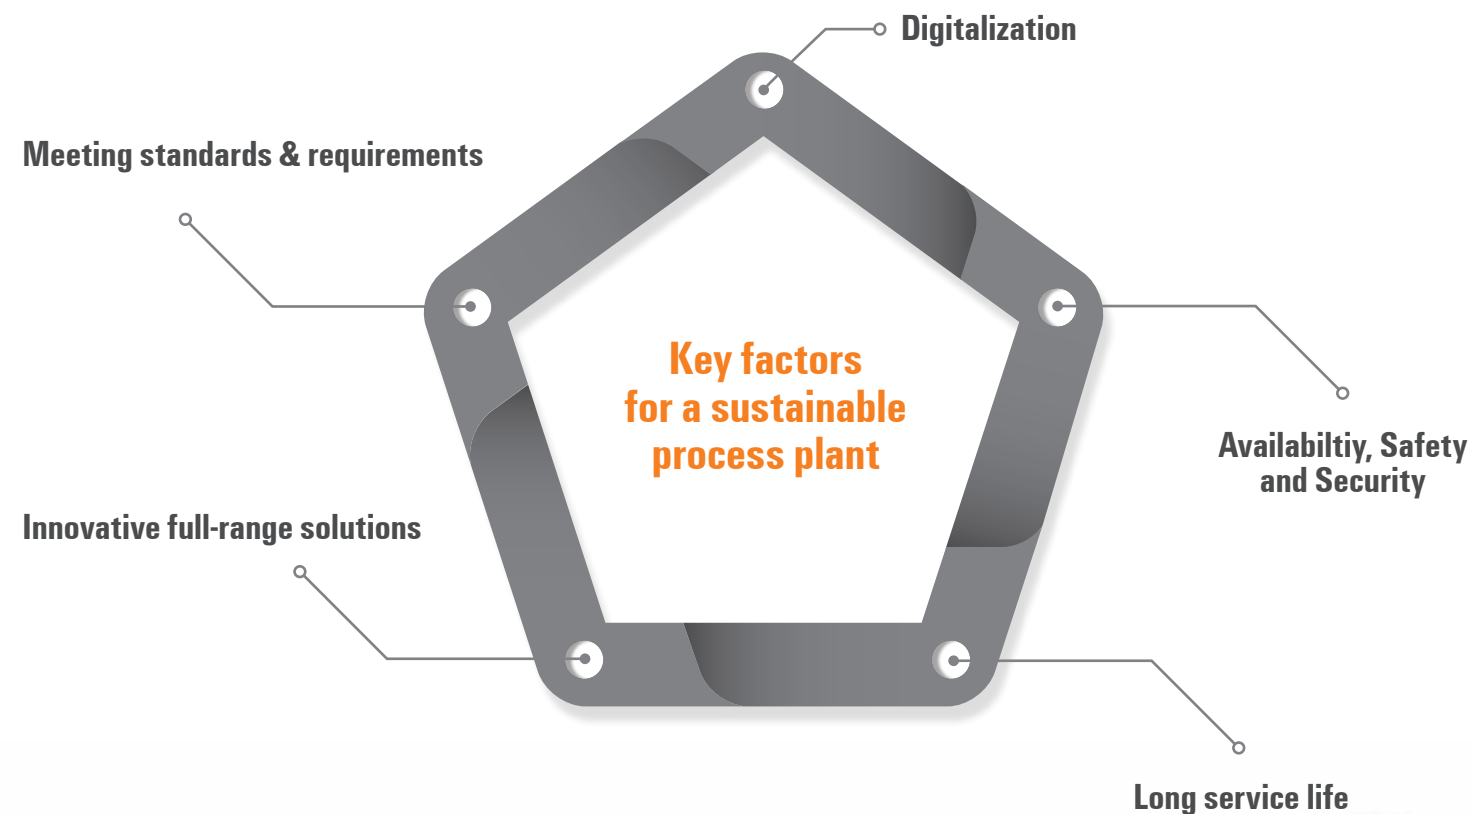 Digitalization
Meeting standards & requirements
Key factors
for a sustainable
process plant
Availabiltiy, Safety
and Security
Innovative full-range solutions
Long service life